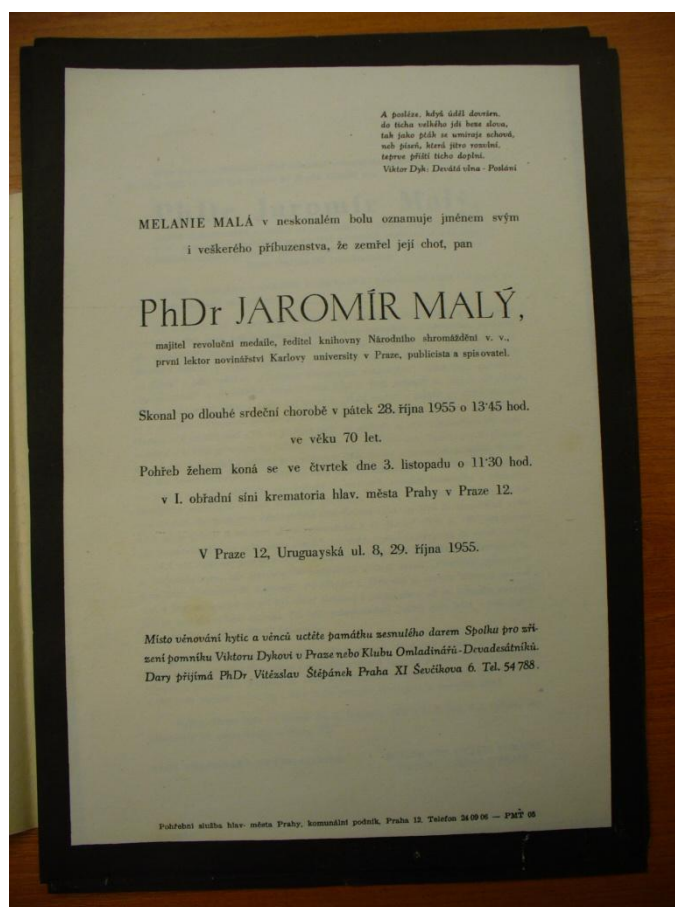 A posléze, když úděl dovršen,
do ticha velkého jdi beze slova,
tak jako pták se umíraje schová,
neb píseň, která jitro rozvlní,
teprve příští ticho doplní.
Viktor Dyk: Devátá vlna - Poslání
MELANIE MALÁ v neskonalém bolu oznamuje jménem svým
i veškerého příbuzenstva, že zemřel její choť, pan
PhDr JAROMÍR MALÝ,
majitel revoluční medaile, ředitel knihovny Národního shromáždění v. v.,
první lektor novinářství Karlovy university v Praze, publicista a spisovatel.
Skonal po dlouhé srdeční chorobě v pátek 28. října 1955 o 13·45 hod.
ve věku 70 let.
Pohřeb žehem koná se ve čtvrtek dne 3. listopadu o 11·30 hod.
v I. obřadní síni krematoria hlav. města Prahy v Praze 12.
V Praze 12, Uruguayská ul. 8, 29. října 1955.
Místo věnování kytic a věnců uctěte památku zesnulého darem Spolku pro zří-
zení pomníku Viktoru Dykovi v Praze nebo Klubu Omladinářů-Devadesátníků.
Dary přijímá PhDr Vítězslav Štěpánek Praha XI Ševčíkova 6. Tel. 54 788.
Pohřební služba hlav. města Prahy, komunální podnik, Praha 12. Telefon 24 09 06 — PMT 05